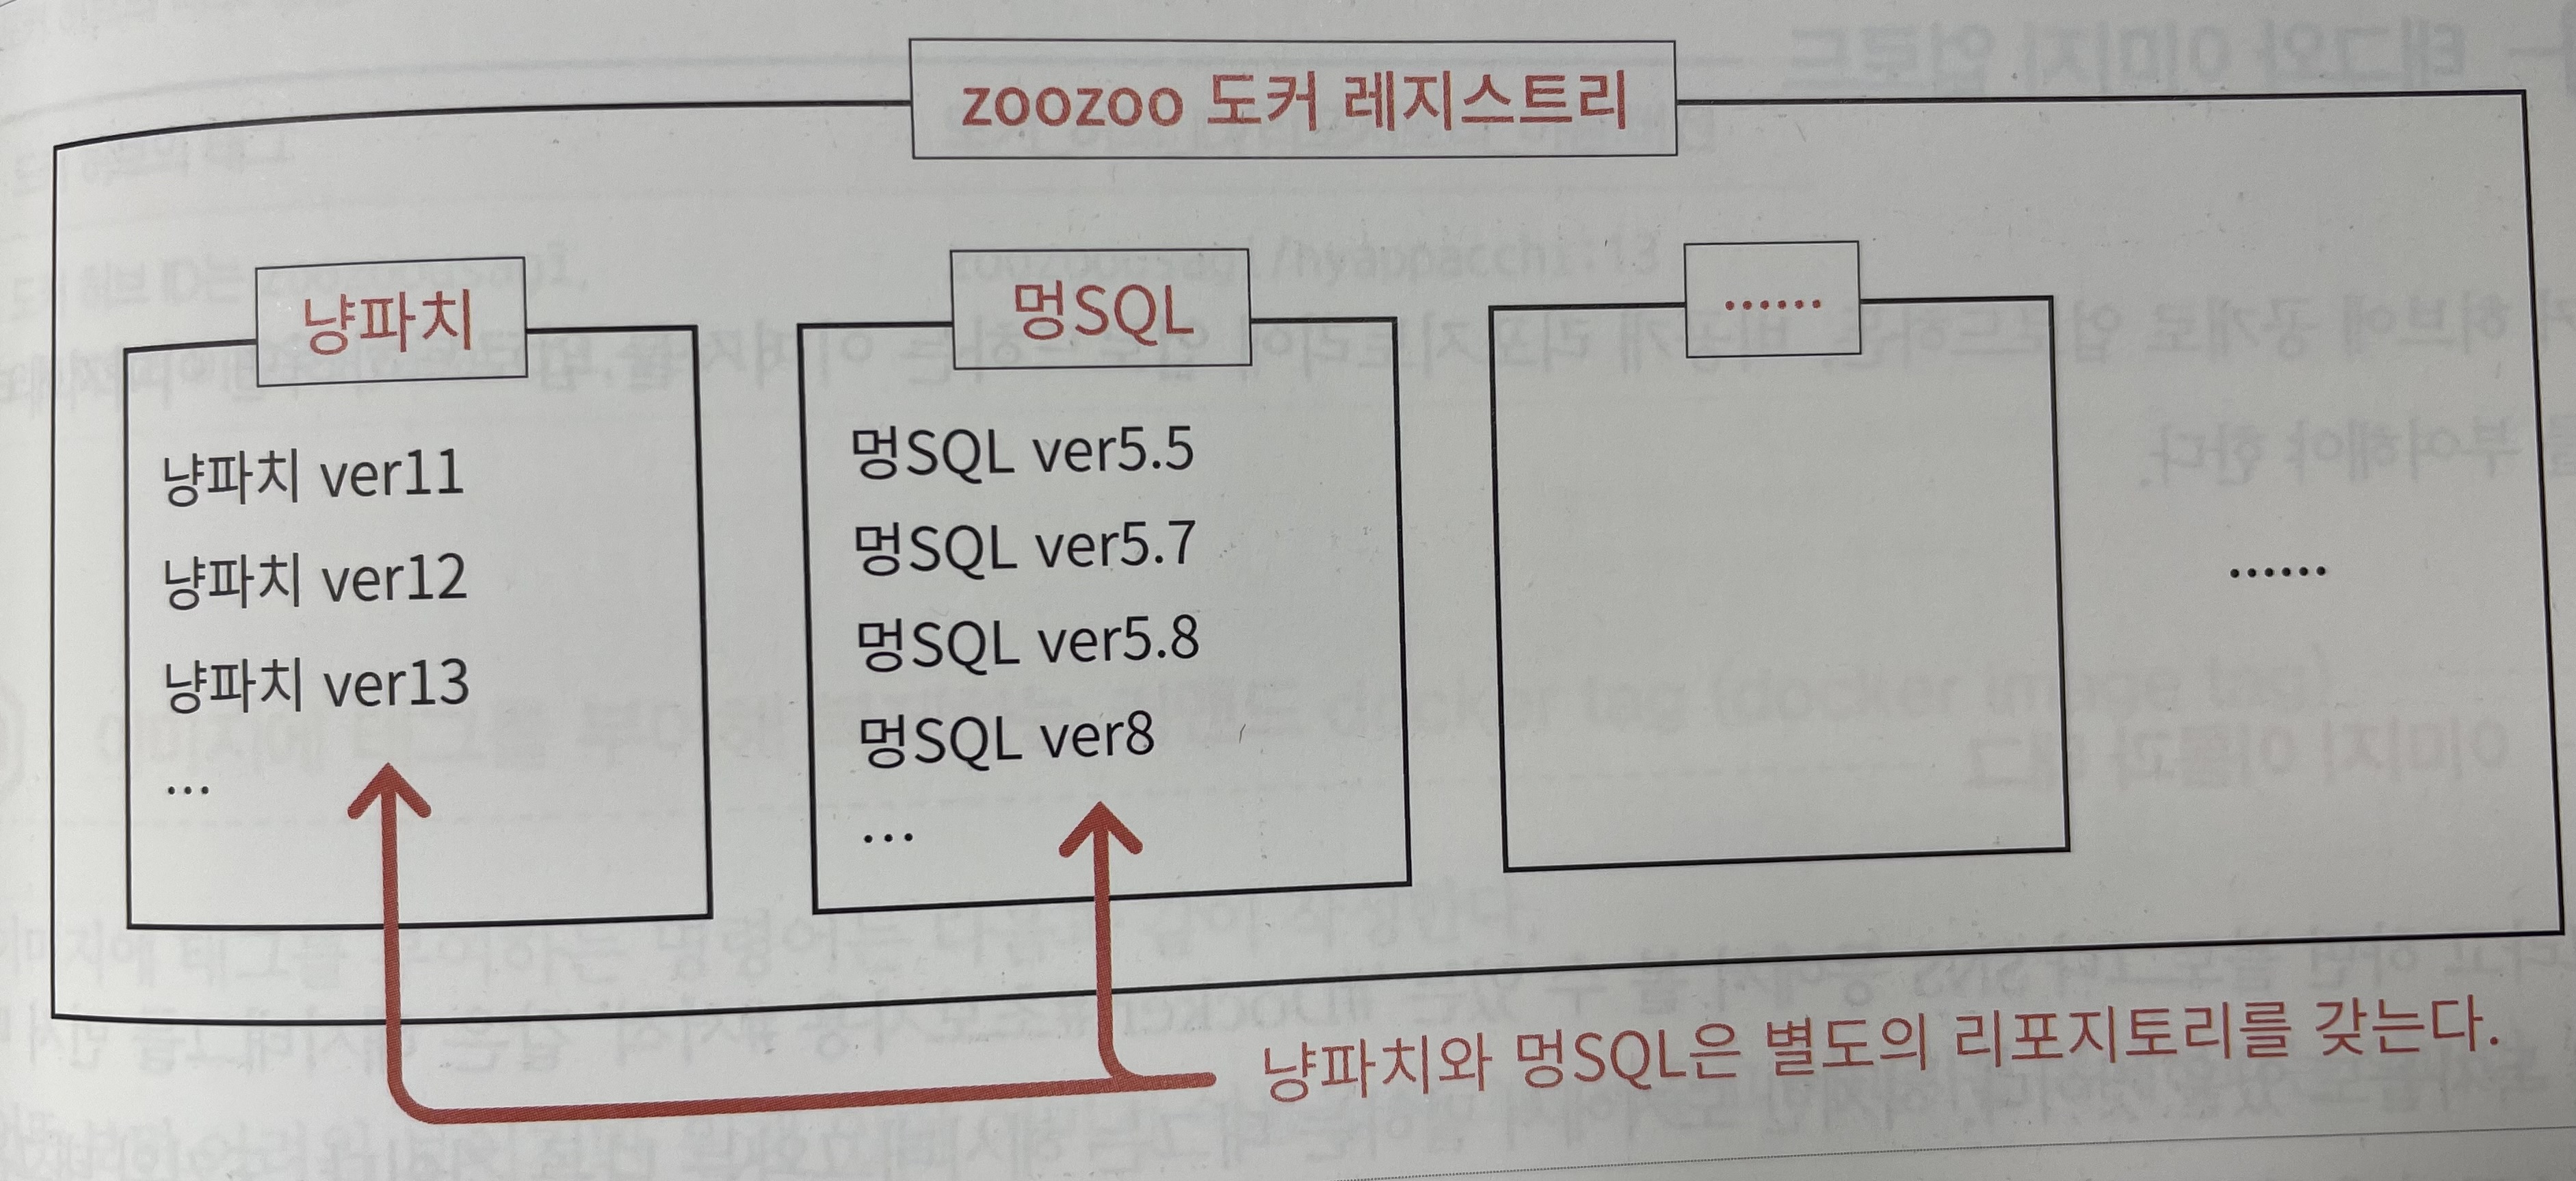 zoozoo 도커 레지스트리
냥파치
냥파치 ver11
냥파치 ver12
냥파치 ver13
...
멍SQL
멍SQL ver5.5
멍SQL ver5.7
멍SQL ver5.8
멍SQL ver8
...
......
......
냥파치와 멍SQL은 별도의 리포지토리를 갖는다.